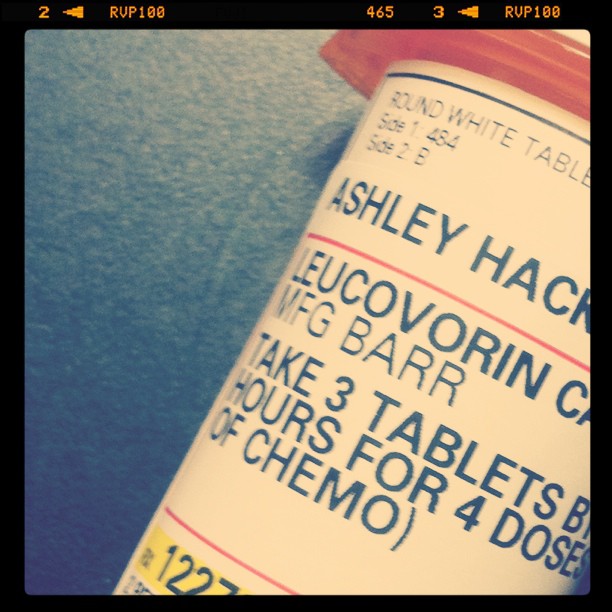 2 RVP100 465 3 RVP100
ROUND WHITE TABLE
Side 1: 484
Side 2: B
ASHLEY HACK
LEUCOVORIN CA
MFG BARR
TAKE 3 TABLETS B
HOURS FOR 4 DOSES
OF CHEMO)
1227